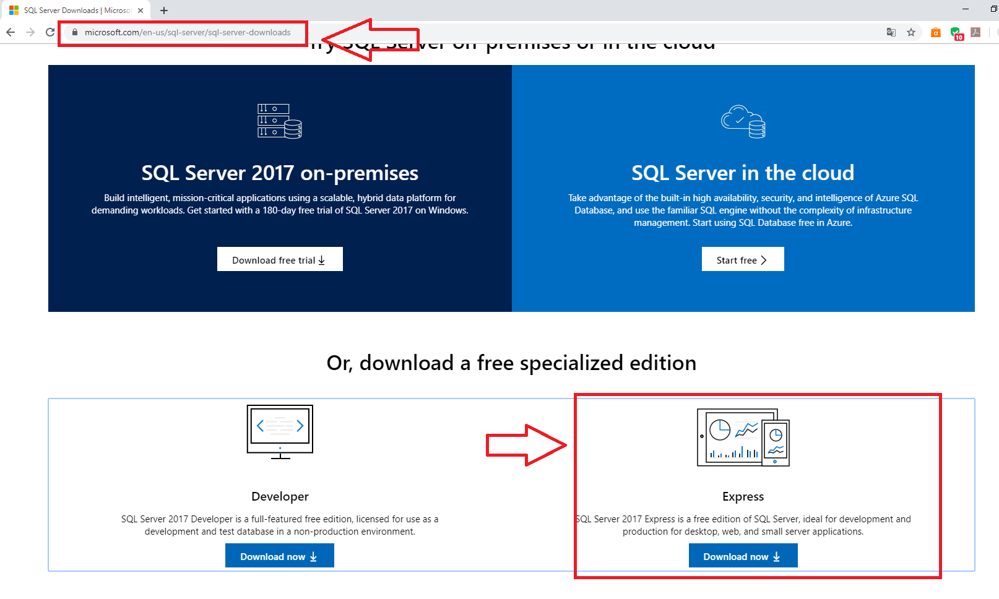 SQL Server Downloads | Microso
microsoft.com/en-us/sql-server/sql-server-downloads
10
Try SQL Server on-premises or in the cloud
SQL Server 2017 on-premises
Build intelligent, mission-critical applications using a scalable, hybrid data platform for
demanding workloads. Get started with a 180-day free trial of SQL Server 2017 on Windows.
Download free trial
SQL Server in the cloud
Take advantage of the built-in high availability, security, and intelligence of Azure SQL
Database, and use the familiar SQL engine without the complexity of infrastructure
management. Start using SQL Database free in Azure.
Start free
Or, download a free specialized edition
Developer
SQL Server 2017 Developer is a full-featured free edition, licensed for use as a
development and test database in a non-production environment.
Download now
Express
SQL Server 2017 Express is a free edition of SQL Server, ideal for development and
production for desktop, web, and small server applications.
Download now